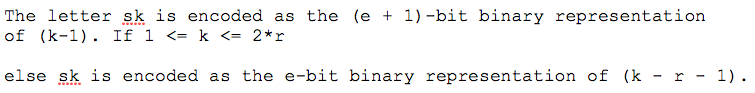 The letter sk is encoded as the (e + 1)-bit binary representation
of (k-1). If 1 <= k <= 2*r
else sk is encoded as the e-bit binary representation of (k - r - 1).